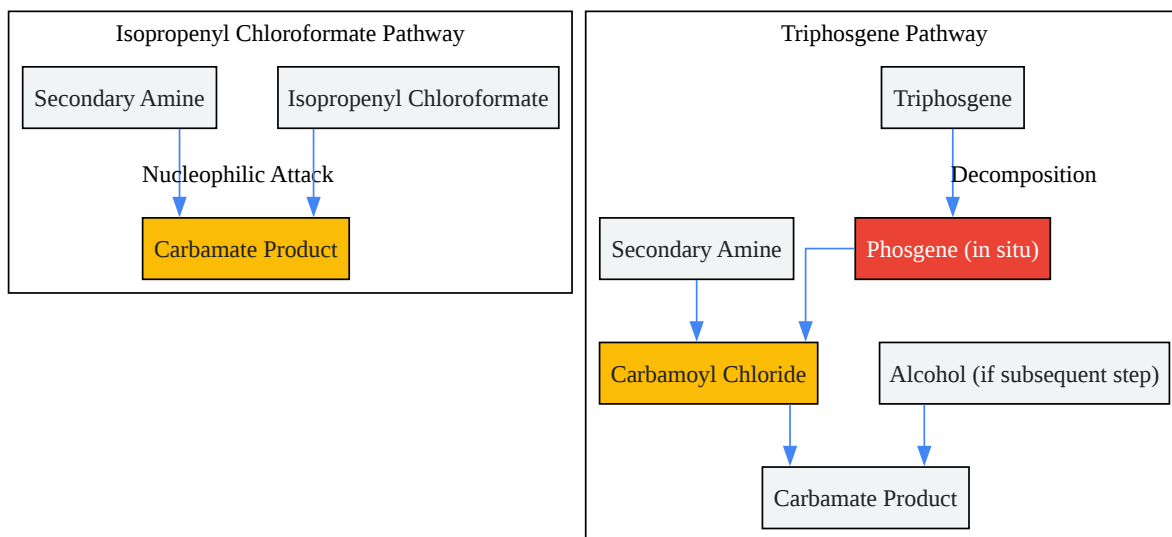 Isopropenyl Chloroformate Pathway
Secondary Amine
Isopropenyl Chloroformate
Nucleophilic Attack
Carbamate Product
Triphosgene Pathway
Triphosgene
Decomposition
Secondary Amine
Phosgene (in situ)
Carbamoyl Chloride
Alcohol (if subsequent step)
Carbamate Product